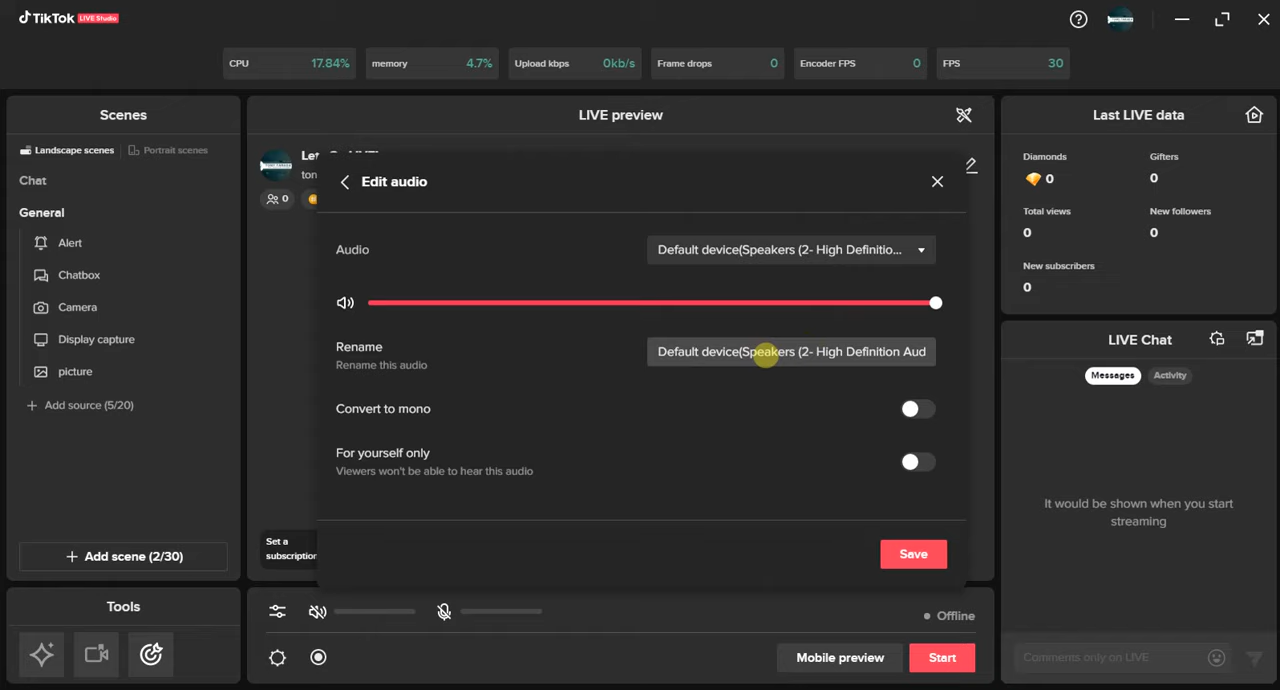 TikTok LIVE Studio
CPU 17.84%
memory 4.7%
Upload kbps 0kb/s
Frame drops 0
Encoder FPS 0
FPS 30
Scenes
Landscape scenes
Portrait scenes
Chat
General
Alert
Chatbox
Camera
Display capture
picture
Add source (5/20)
Add scene (2/30)
Tools
LIVE preview
0
Edit audio
Audio
Default device(Speakers (2- High Definitio...
Rename
Rename this audio
Default device(Speakers (2- High Definition Aud
Convert to mono
For yourself only
Viewers won't be able to hear this audio
Save
Set a
subscription
Offline
Mobile preview
Start
Last LIVE data
Diamonds
0
Gifters
0
Total views
0
New followers
0
New subscribers
0
LIVE Chat
Messages
Activity
It would be shown when you start
streaming
Comments only on LIVE